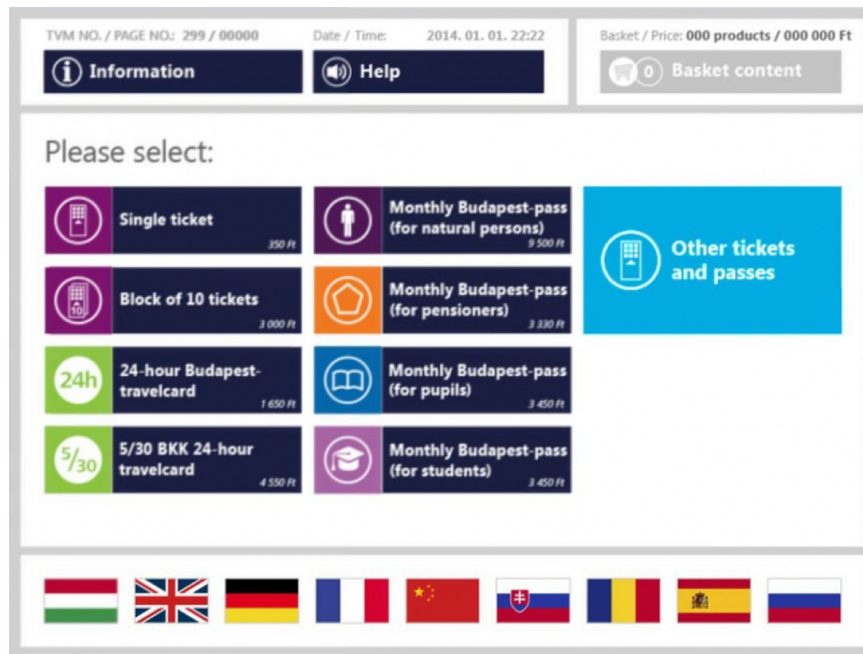 TVM NO. / PAGE NO.: 299 / 00000
Date / Time: 2014. 01. 01. 22:22
Basket / Price: 000 products / 000 000 Ft
Information
Help
0 Basket content
Please select:
Single ticket
350 Ft
Monthly Budapest-pass
(for natural persons)
9 500 Ft
Other tickets
and passes
10
Block of 10 tickets
3 000 Ft
Monthly Budapest-pass
(for pensioners)
3 330 Ft
24h
24-hour Budapest-
travelcard
1 650 Ft
Monthly Budapest-pass
(for pupils)
3 450 Ft
5/30
5/30 BKK 24-hour
travelcard
4 550 Ft
Monthly Budapest-pass
(for students)
3 450 Ft